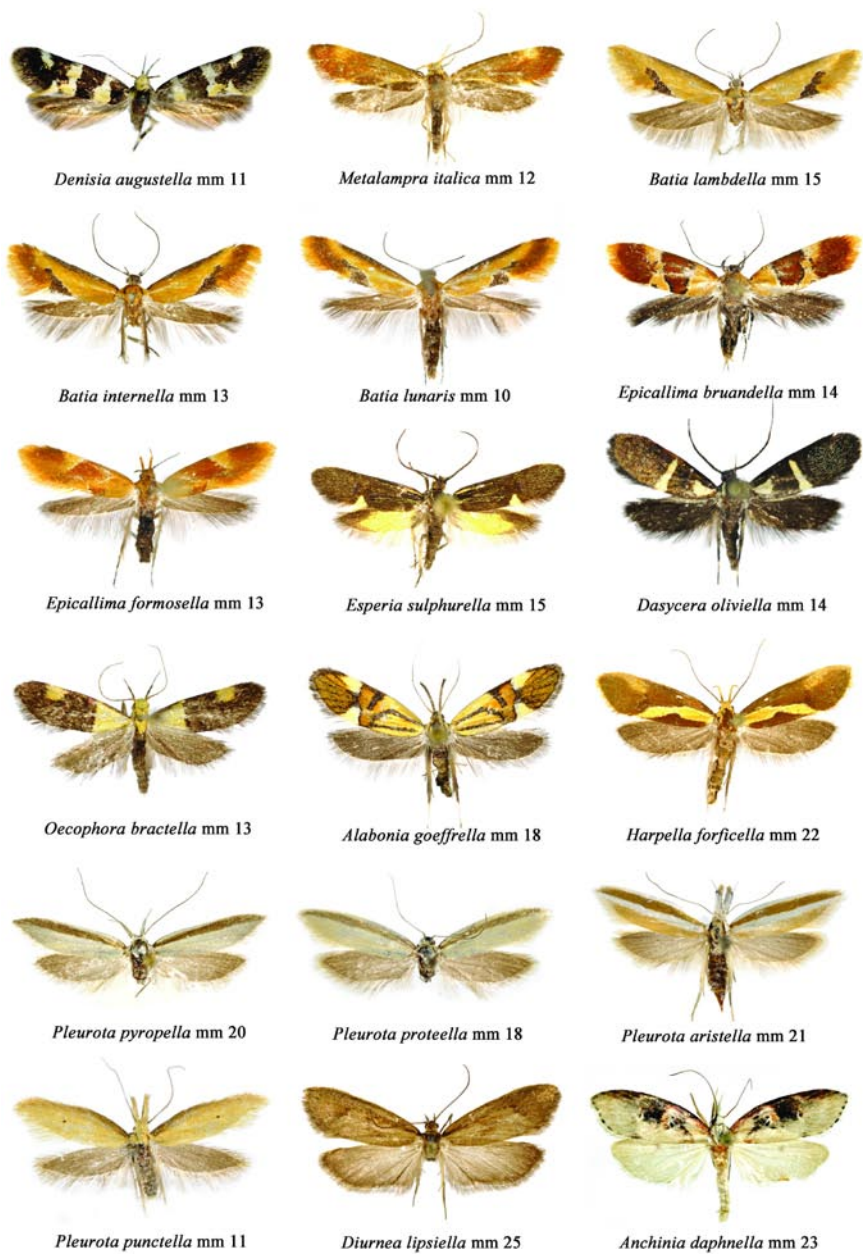 Denisia augustella mm 11
Metalampra italica mm 12
Batia lambdella mm 15
Batia internella mm 13
Batia lunaris mm 10
Epicallima bruandella mm 14
Epicallima formosella mm 13
Esperia sulphurella mm 15
Dasycera oliviella mm 14
Oecophora bractella mm 13
Alabonia goeffrella mm 18
Harpella forficella mm 22
Pleurota pyropella mm 20
Pleurota proteella mm 18
Pleurota aristella mm 21
Pleurota punctella mm 11
Diurnea lipsiella mm 25
Anchinia daphnella mm 23